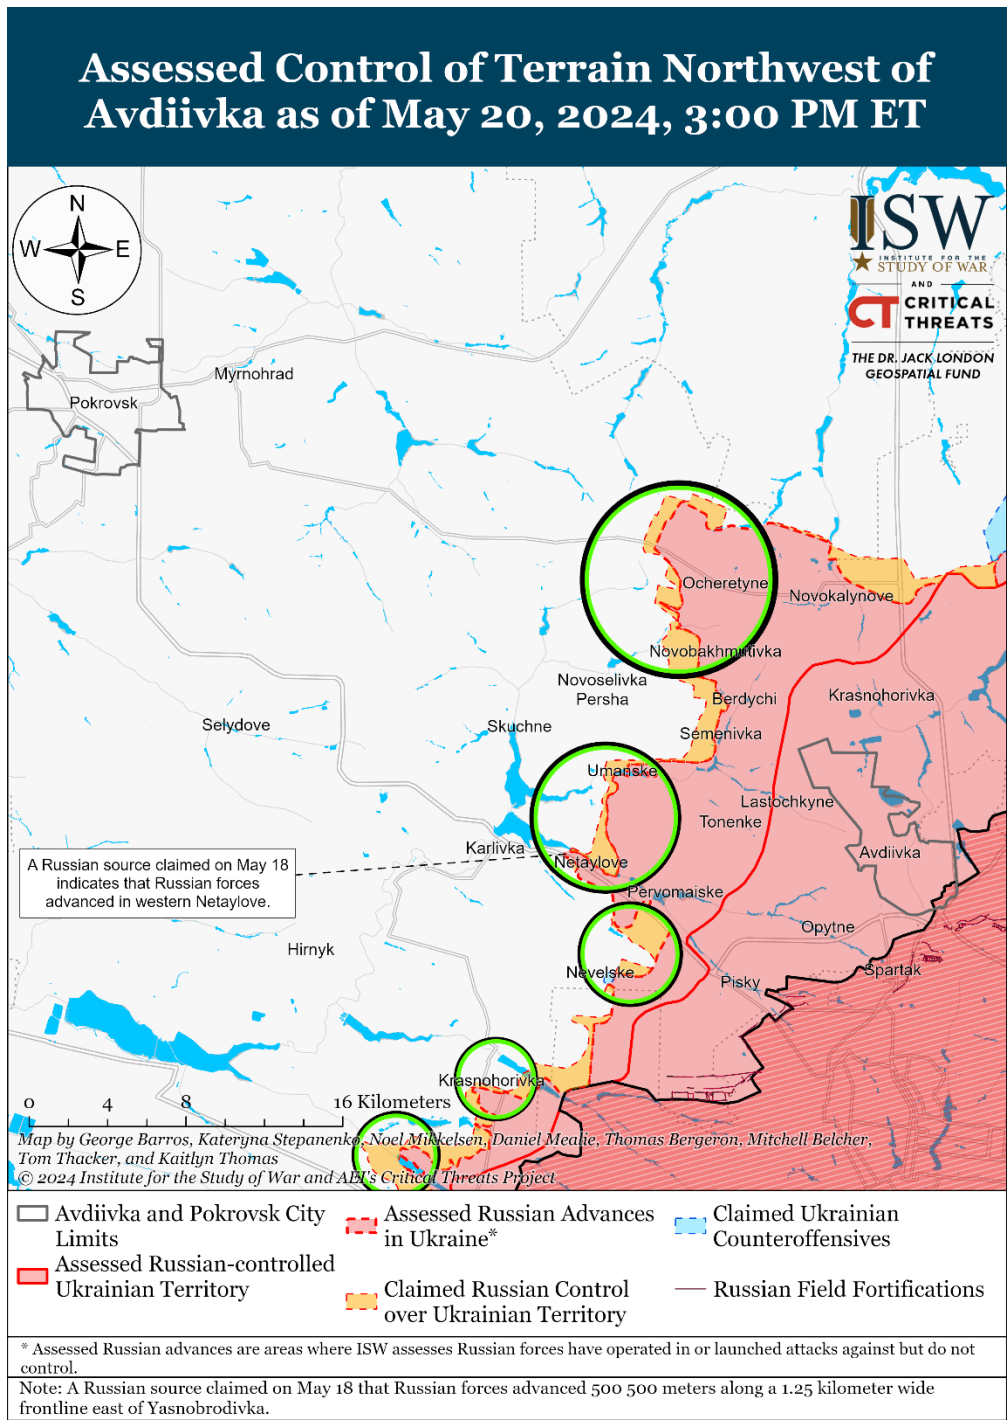 Assessed Control of Terrain Northwest of
Avdiivka as of May 20, 2024, 3:00 PM ET
N
W
E
S
ISW
INSTITUTE FOR THE
STUDY OF WAR
AND
CT CRITICAL
THREATS
THE DR. JACK LONDON
GEOSPATIAL FUND
Myrnohrad
Pokrovsk
Ocheretyne
Novokalynove
Novobakhmutivka
Novoselivka
Persha
Berdychi
Krasnohorivka
Selydove
Skuchne
Semenivka
Umanske
Lastochkyne
Tonenke
Karlivka
Avdiivka
Netaylove
A Russian source claimed on May 18
indicates that Russian forces
advanced in western Netaylove.
Pervomaiske
Opytne
Hirnyk
Nevelske
Spartak
Pisky
Krasnohorivka
0 4 8 16 Kilometers
Map by George Barros, Kateryna Stepanenko, Noel Mikkelsen, Daniel Mealie, Thomas Bergeron, Mitchell Belcher,
Tom Thacker, and Kaitlyn Thomas
© 2024 Institute for the Study of War and AEI's Critical Threats Project
Avdiivka and Pokrovsk City
Limits
Assessed Russian-controlled
Ukrainian Territory
Assessed Russian Advances
in Ukraine*
Claimed Russian Control
over Ukrainian Territory
Claimed Ukrainian
Counteroffensives
Russian Field Fortifications
* Assessed Russian advances are areas where ISW assesses Russian forces have operated in or launched attacks against but do not
control.
Note: A Russian source claimed on May 18 that Russian forces advanced 500 500 meters along a 1.25 kilometer wide
frontline east of Yasnobrodivka.